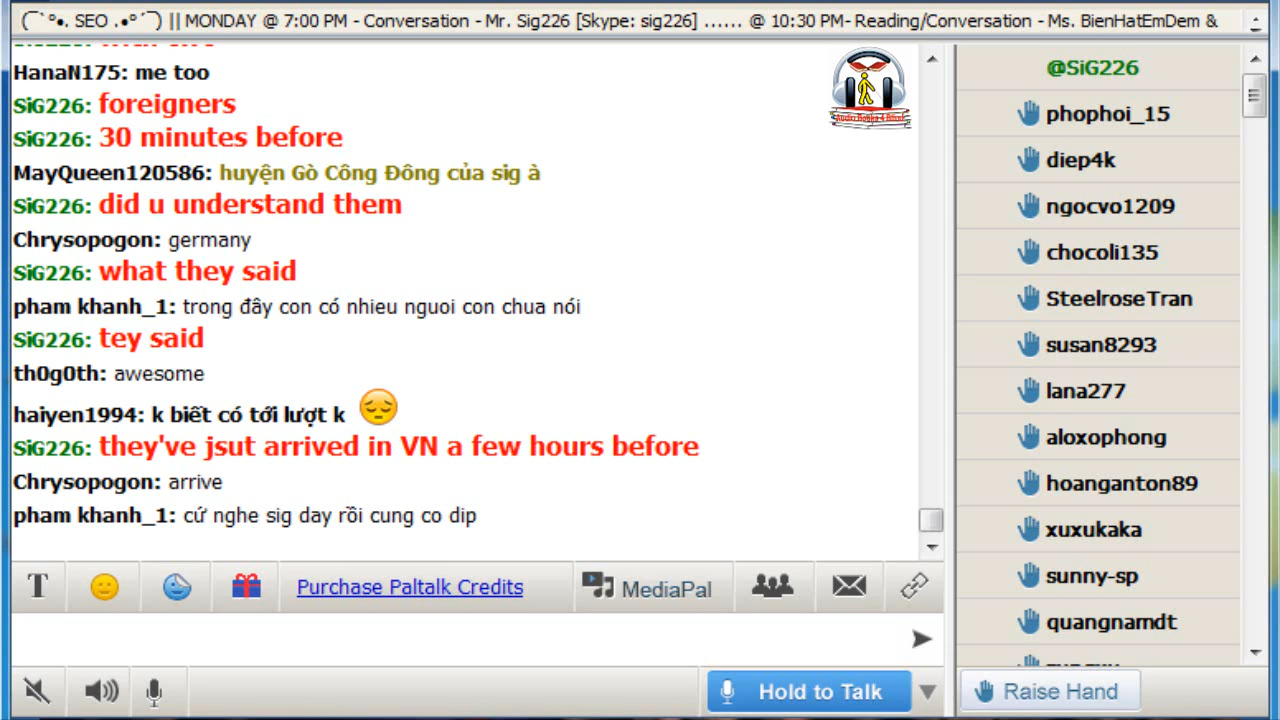 (¯`°•. SEO .•°´¯) || MONDAY @ 7:00 PM - Conversation - Mr. Sig226 [Skype: sig226] ...... @ 10:30 PM- Reading/Conversation - Ms. BienHatEmDem &
HanaN175: me too
SiG226: foreigners
SiG226: 30 minutes before
MayQueen120586: huyện Gò Công Đông của sig à
SiG226: did u understand them
Chrysopogon: germany
SiG226: what they said
pham khanh_1: trong đây con có nhieu nguoi con chua nói
SiG226: tey said
th0g0th: awesome
haiyen1994: k biết có tới lượt k
SiG226: they've jsut arrived in VN a few hours before
Chrysopogon: arrive
pham khanh_1: cứ nghe sig day rồi cung co dip
Audio Books 4 Blind
@SiG226
phophoi_15
diep4k
ngocvo1209
chocoli135
SteelroseTran
susan8293
lana277
aloxophong
hoanganton89
xuxukaka
sunny-sp
quangnamdt
T
Purchase Paltalk Credits
MediaPal
Hold to Talk
Raise Hand